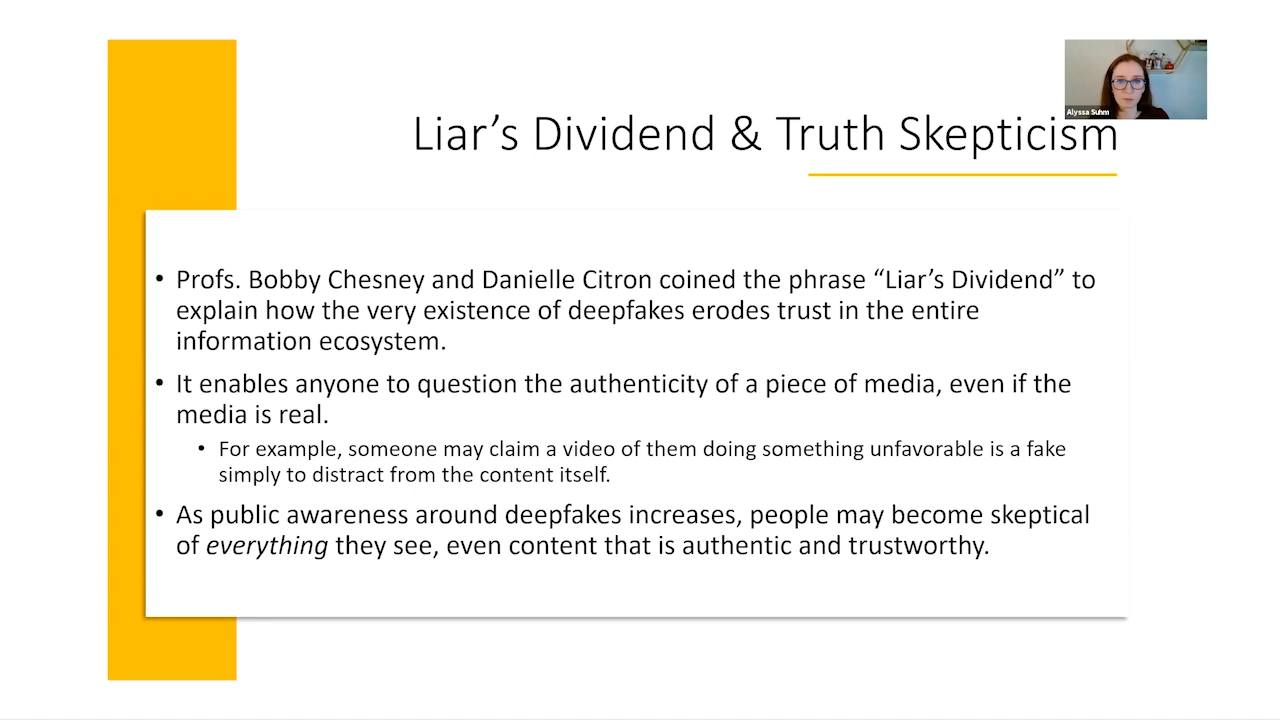 Alyssa Suhm
Liar’s Dividend & Truth Skepticism
• Profs. Bobby Chesney and Danielle Citron coined the phrase “Liar’s Dividend” to
explain how the very existence of deepfakes erodes trust in the entire
information ecosystem.
• It enables anyone to question the authenticity of a piece of media, even if the
media is real.
• For example, someone may claim a video of them doing something unfavorable is a fake
simply to distract from the content itself.
• As public awareness around deepfakes increases, people may become skeptical
of everything they see, even content that is authentic and trustworthy.